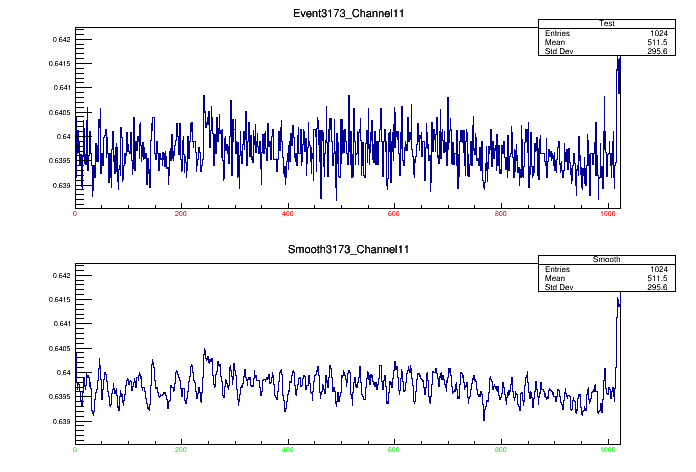 Event3173_Channel11
Test
Entries 1024
Mean 511.5
Std Dev 295.6
0.642
0.6415
0.641
0.6405
0.64
0.6395
0.639
0 200 400 600 800 1000
Smooth3173_Channel11
Smooth
Entries 1024
Mean 511.5
Std Dev 295.6
0.642
0.6415
0.641
0.6405
0.64
0.6395
0.639
0 200 400 600 800 1000